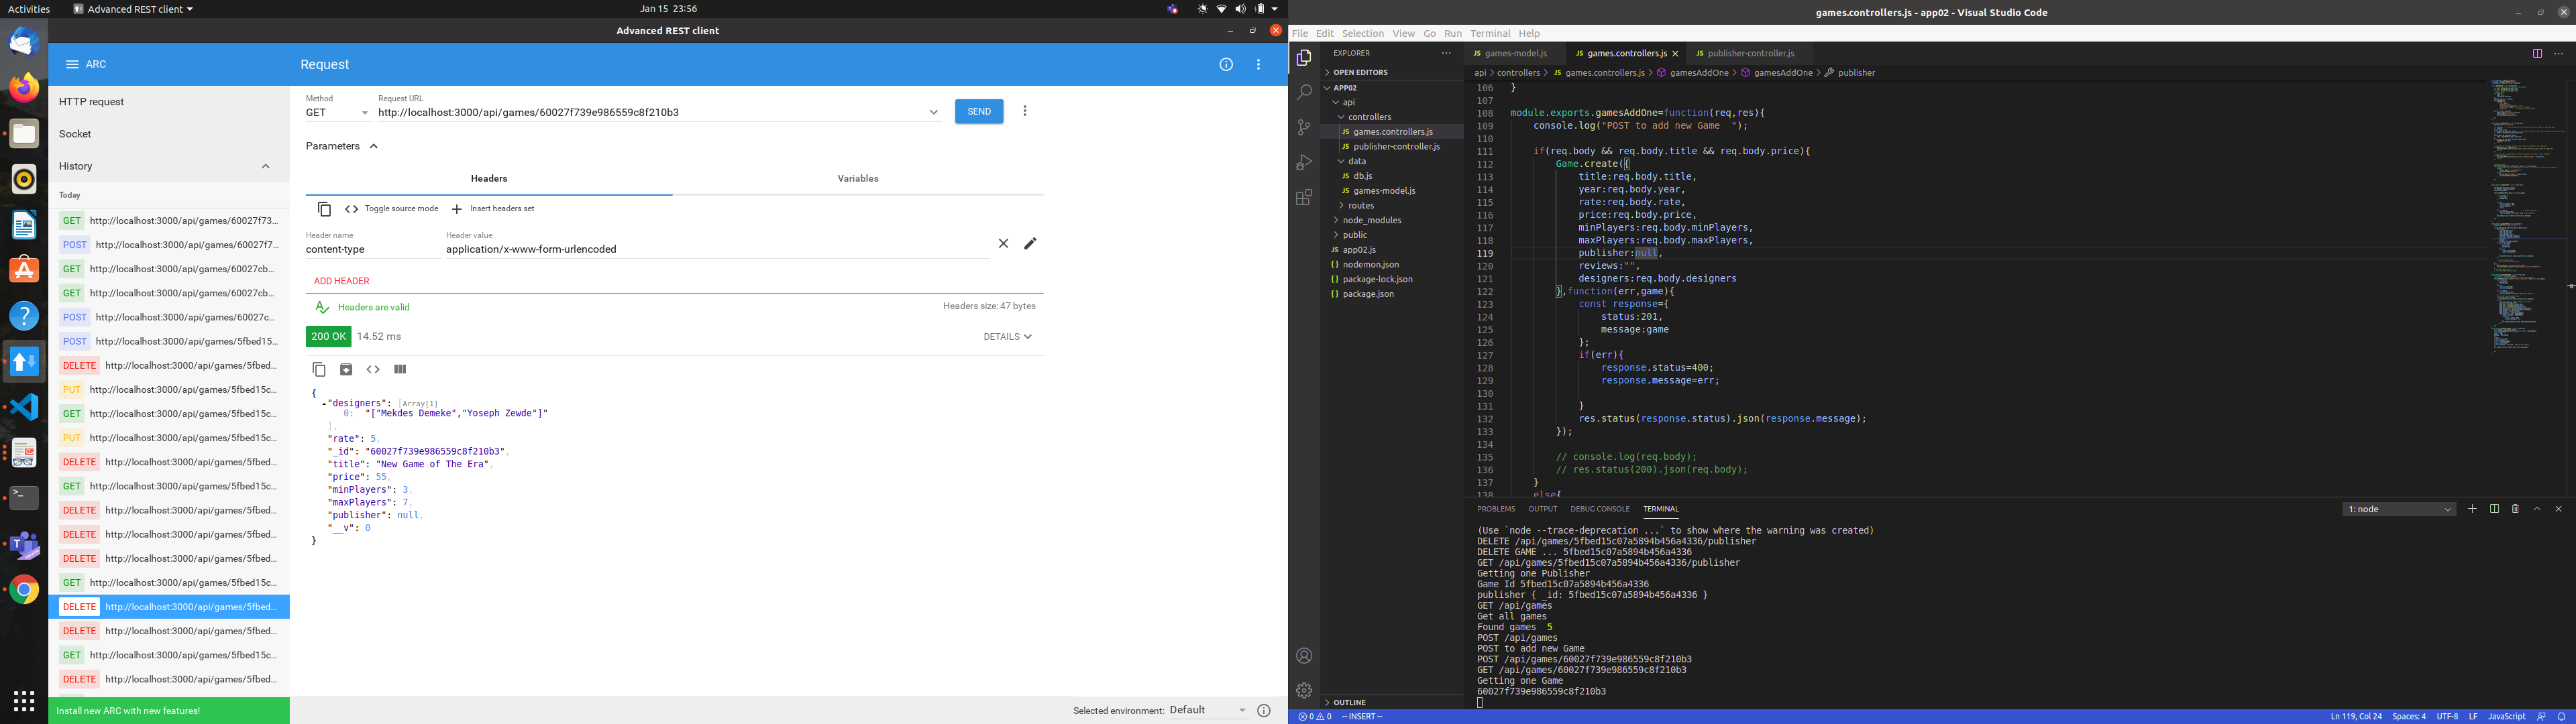 Activities
Advanced REST client
Jan 15 23:56
Advanced REST client
ARC
Request
HTTP request
Socket
History
Today
GET http://localhost:3000/api/games/60027f73...
POST http://localhost:3000/api/games/60027f7...
GET http://localhost:3000/api/games/60027cb...
GET http://localhost:3000/api/games/60027cb...
POST http://localhost:3000/api/games/60027c...
POST http://localhost:3000/api/games/5fbed15...
DELETE http://localhost:3000/api/games/5fbed...
PUT http://localhost:3000/api/games/5fbed15c...
GET http://localhost:3000/api/games/5fbed15c...
PUT http://localhost:3000/api/games/5fbed15c...
DELETE http://localhost:3000/api/games/5fbed...
GET http://localhost:3000/api/games/5fbed15c...
DELETE http://localhost:3000/api/games/5fbed...
DELETE http://localhost:3000/api/games/5fbed...
DELETE http://localhost:3000/api/games/5fbed...
GET http://localhost:3000/api/games/5fbed15c...
DELETE http://localhost:3000/api/games/5fbed...
DELETE http://localhost:3000/api/games/5fbed...
GET http://localhost:3000/api/games/5fbed15c...
DELETE http://localhost:3000/api/games/5fbed...
Install new ARC with new features!
Method
GET
Request URL
http://localhost:3000/api/games/60027f739e986559c8f210b3
SEND
Parameters
Headers
Variables
Toggle source mode
Insert headers set
Header name
content-type
Header value
application/x-www-form-urlencoded
ADD HEADER
Headers are valid
Headers size: 47 bytes
200 OK 14.52 ms
DETAILS
{
"designers": [Array[1]
0: "["Mekdes Demeke","Yoseph Zewde"]"
],
"rate": 5,
"_id": "60027f739e986559c8f210b3",
"title": "New Game of The Era",
"price": 55,
"minPlayers": 3,
"maxPlayers": 7,
"publisher": null,
"__v": 0
}
Selected environment: Default
games.controllers.js - app02 - Visual Studio Code
File Edit Selection View Go Run Terminal Help
EXPLORER
OPEN EDITORS
APP02
api
controllers
JS games.controllers.js
JS publisher-controller.js
data
JS db.js
JS games-model.js
routes
node_modules
public
JS app02.js
{} nodemon.json
{} package-lock.json
{} package.json
OUTLINE
JS games-model.js
JS games.controllers.js
JS publisher-controller.js
api > controllers > JS games.controllers.js > gamesAddOne > gamesAddOne > publisher
106 }
107
108 module.exports.gamesAddOne=function(req,res){
109 console.log("POST to add new Game  ");
110
111 if(req.body && req.body.title && req.body.price){
112 Game.create({
113 title:req.body.title,
114 year:req.body.year,
115 rate:req.body.rate,
116 price:req.body.price,
117 minPlayers:req.body.minPlayers,
118 maxPlayers:req.body.maxPlayers,
119 publisher:null,
120 reviews:"",
121 designers:req.body.designers
122 },function(err,game){
123 const response={
124 status:201,
125 message:game
126 };
127 if(err){
128 response.status=400;
129 response.message=err;
130
131 }
132 res.status(response.status).json(response.message);
133 });
134
135 // console.log(req.body);
136 // res.status(200).json(req.body);
137 }
138 else{
PROBLEMS OUTPUT DEBUG CONSOLE TERMINAL
1: node
(Use `node --trace-deprecation ...` to show where the warning was created)
DELETE /api/games/5fbed15c07a5894b456a4336/publisher
DELETE GAME ... 5fbed15c07a5894b456a4336
GET /api/games/5fbed15c07a5894b456a4336/publisher
Getting one Publisher
Game Id 5fbed15c07a5894b456a4336
publisher { _id: 5fbed15c07a5894b456a4336 }
GET /api/games
Get all games
Found games  5
POST /api/games
POST to add new Game
POST /api/games/60027f739e986559c8f210b3
GET /api/games/60027f739e986559c8f210b3
Getting one Game
60027f739e986559c8f210b3
0 0 -- INSERT --
Ln 119, Col 24 Spaces: 4 UTF-8 LF JavaScript